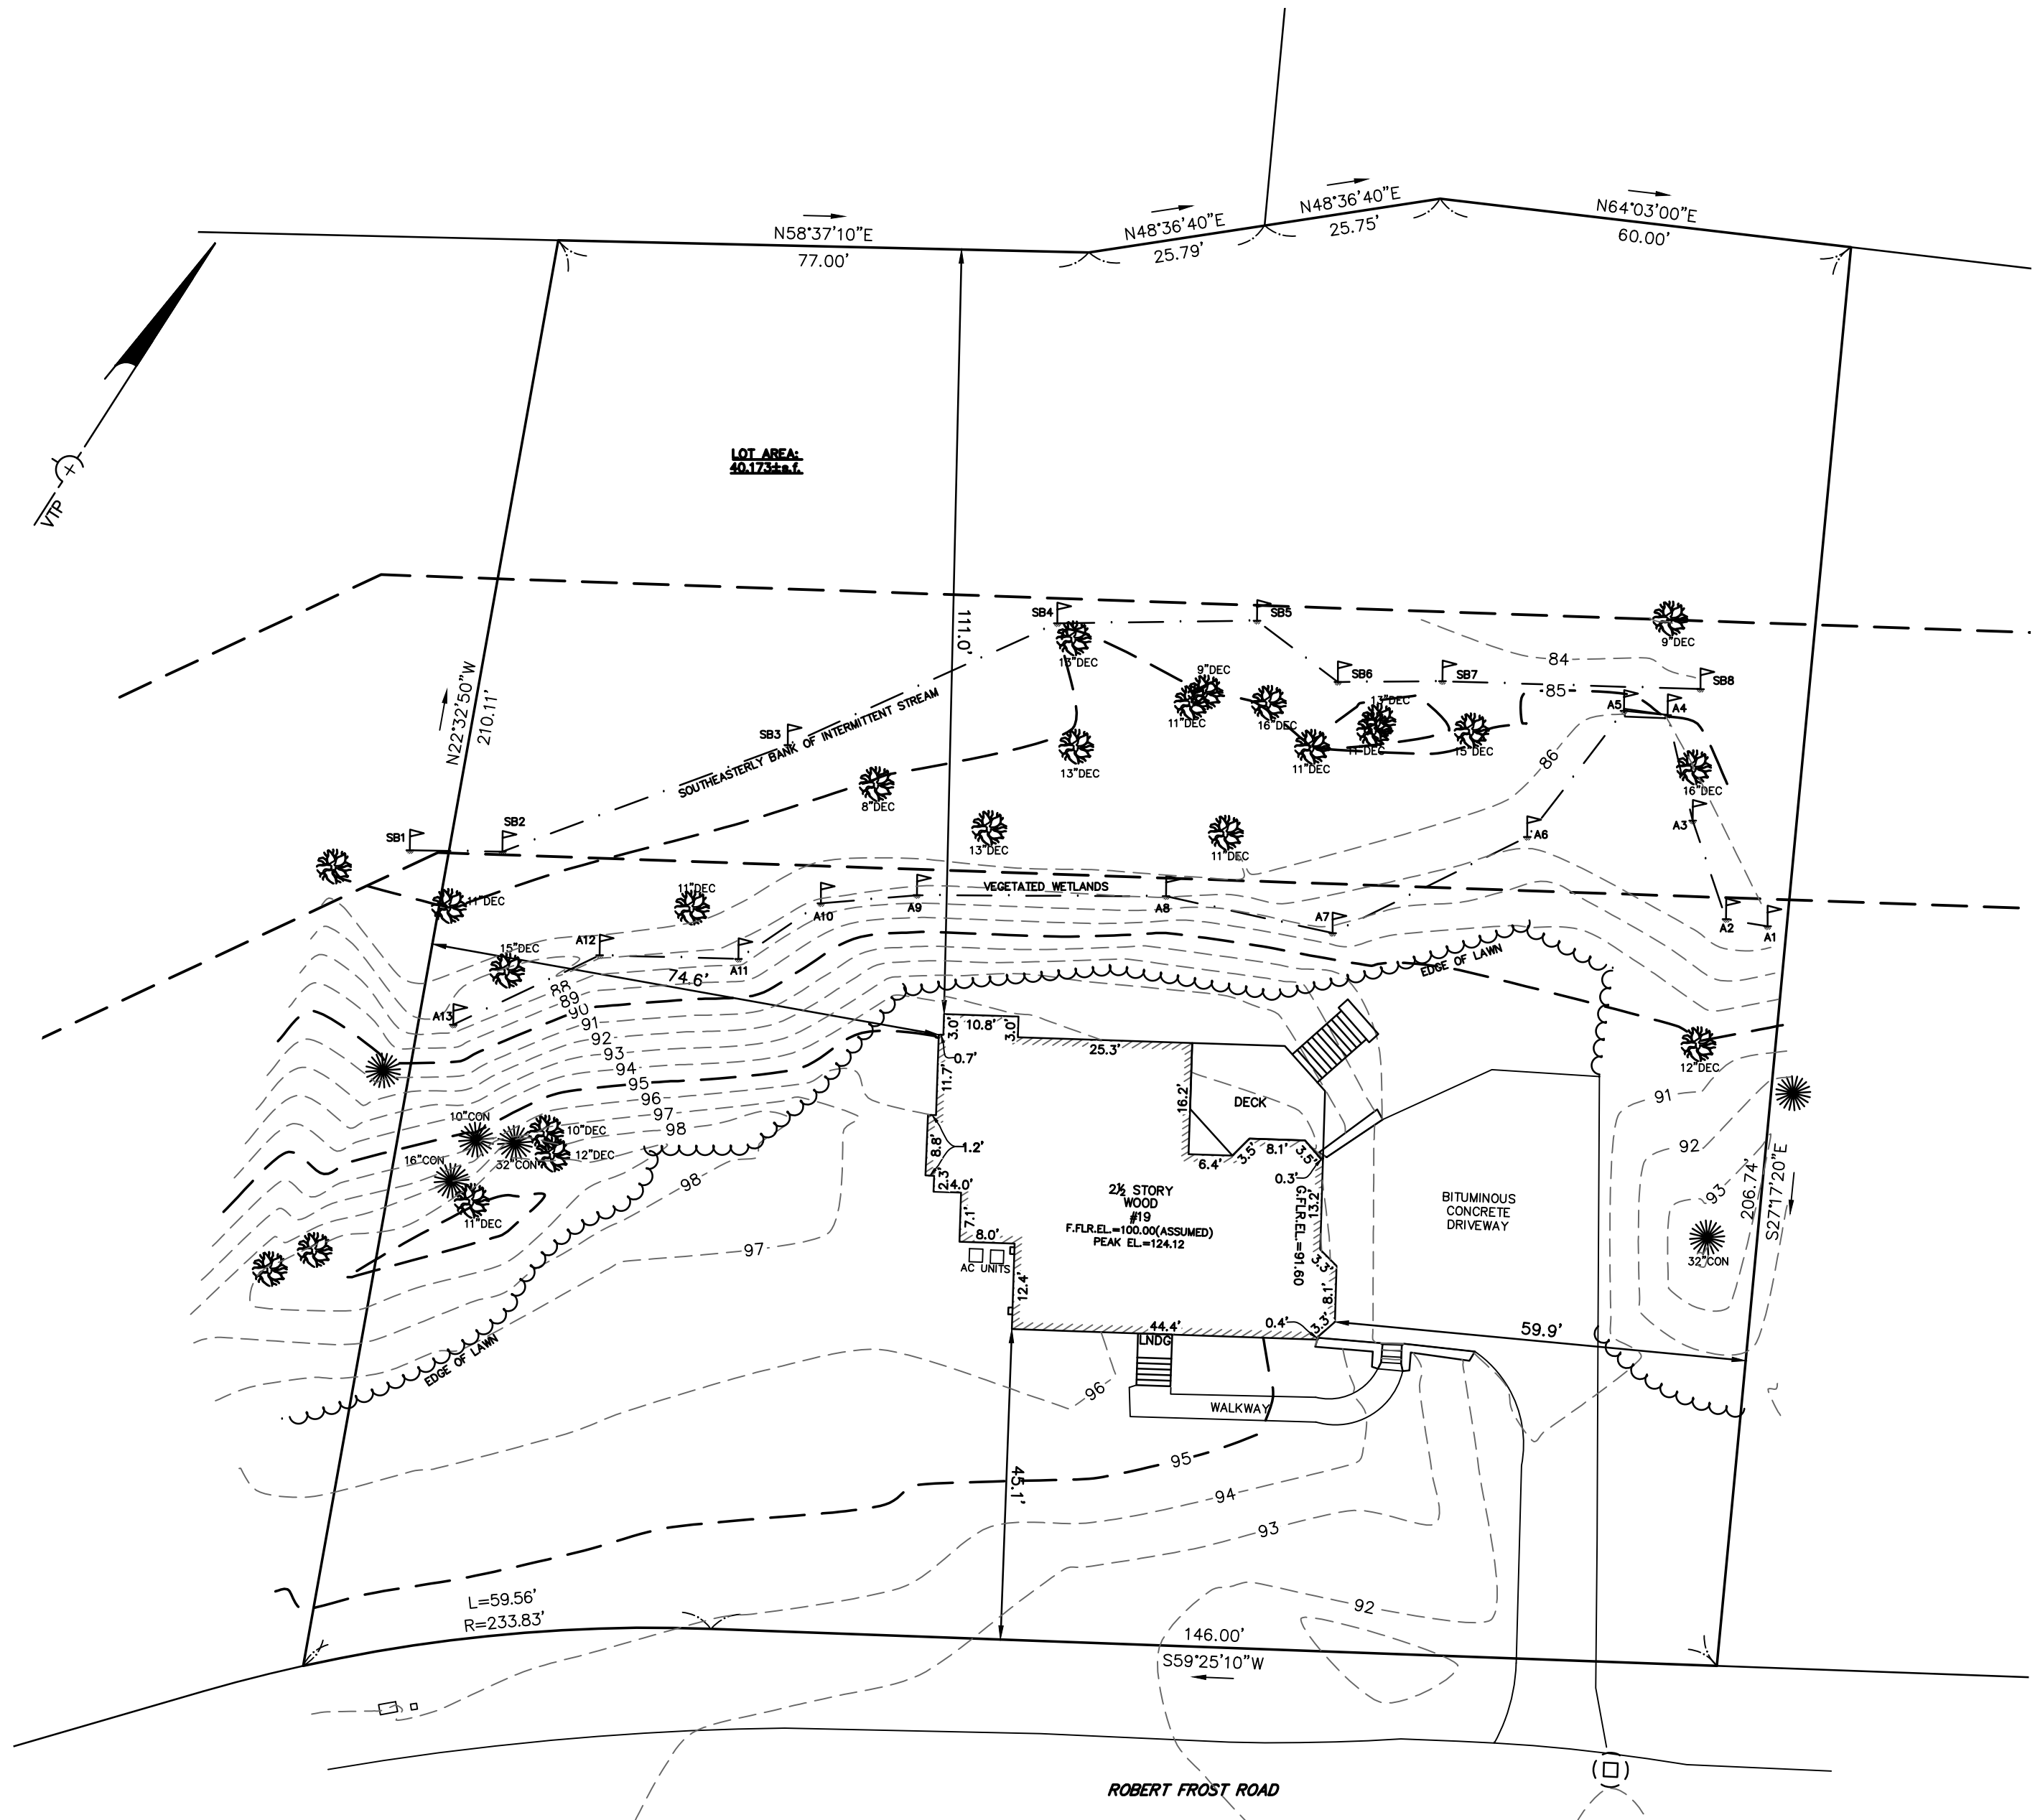 N58°37'10"E
77.00'
N48°36'40"E
25.79'
N48°36'40"E
25.75'
N64°03'00"E
60.00'
VTP
LOT AREA:
40,173±s.f.
N22°32'50"W
210.11'
111.0'
SB4
13"DEC
SB5
9"DEC
84
SB6
SB7
SB8
85
A5
A4
9"DEC
11"DEC
16"DEC
13"DEC
11"DEC
11"DEC
15"DEC
16"DEC
86
SB3
SOUTHEASTERLY BANK OF INTERMITTENT STREAM
13"DEC
8"DEC
13"DEC
11"DEC
A6
A3
SB1
SB2
VEGETATED WETLANDS
11"DEC
11"DEC
A10
A9
A8
A7
A2
A1
15"DEC
A12
A11
74.6'
A13
EDGE OF LAWN
88
89
90
91
92
93
94
95
96
97
98
10.8'
3.0'
3.0'
0.7'
25.3'
11.7'
16.2'
DECK
12"DEC
91
92
93
10"CON
10"DEC
12"DEC
32"CON
16"CON
11"DEC
98
97
8.8'
1.2'
2.3'
4.0'
7.1'
8.0'
AC UNITS
12.4'
6.4'
3.5'
8.1'
3.5'
0.3'
13.2'
G.FLR.EL.=91.60
2½ STORY
WOOD
#19
F.FLR.EL.=100.00(ASSUMED)
PEAK EL.=124.12
3.3'
8.1'
3.3'
0.4'
44.4'
BITUMINOUS
CONCRETE
DRIVEWAY
206.74'
S27°17'20"E
32"CON
59.9'
EDGE OF LAWN
LNDG
WALKWAY
96
95
94
93
92
45.1'
L=59.56'
R=233.83'
146.00'
S59°25'10"W
ROBERT FROST ROAD